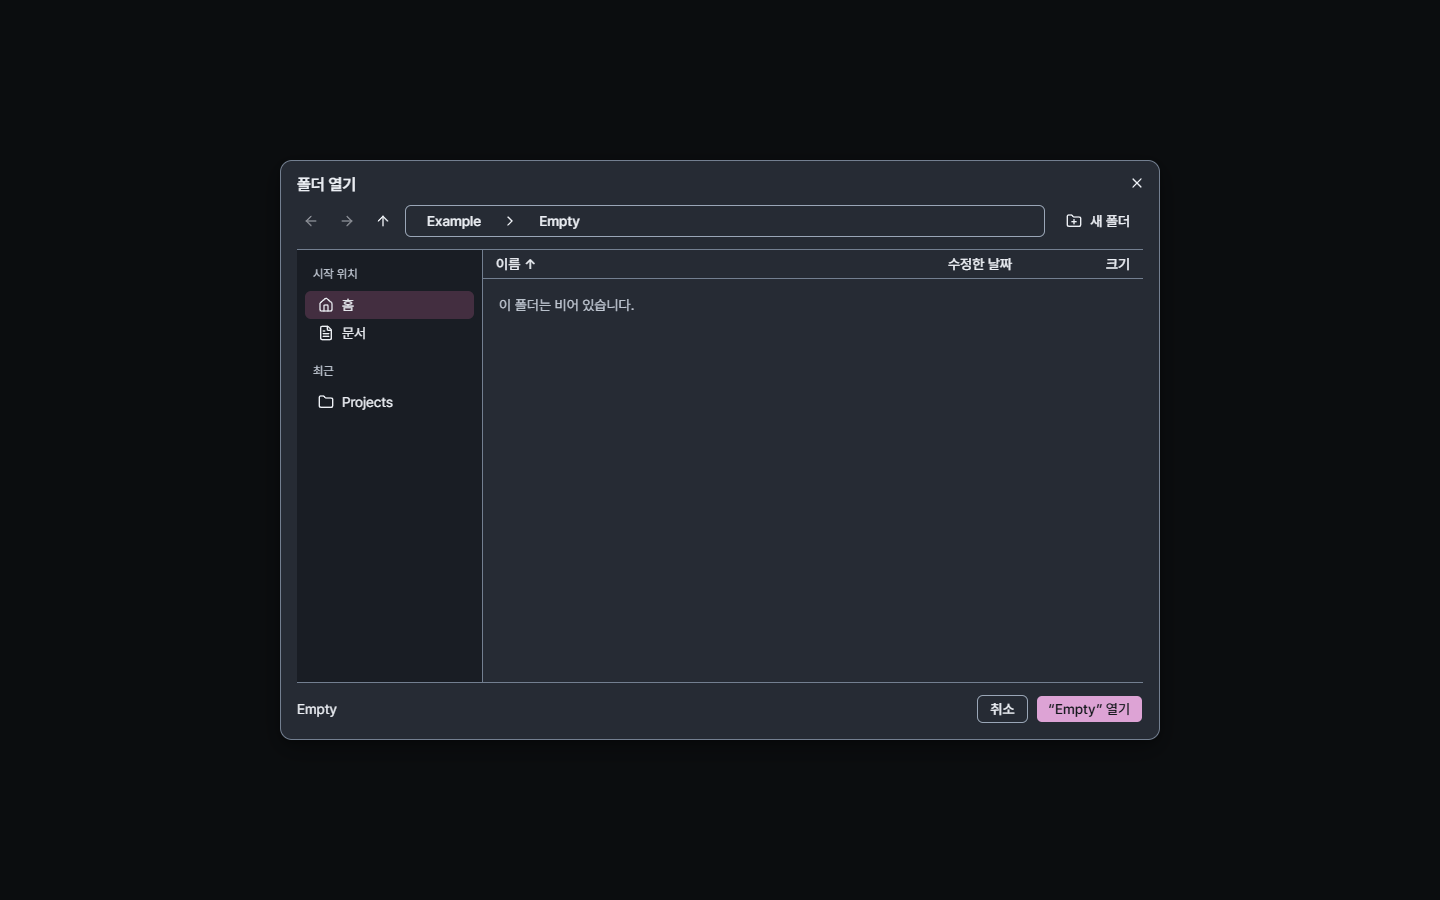 폴더 열기
Example Empty
새 폴더
시작 위치
홈
문서
최근
Projects
이름 수정한 날짜 크기
이 폴더는 비어 있습니다.
Empty
취소
“Empty” 열기